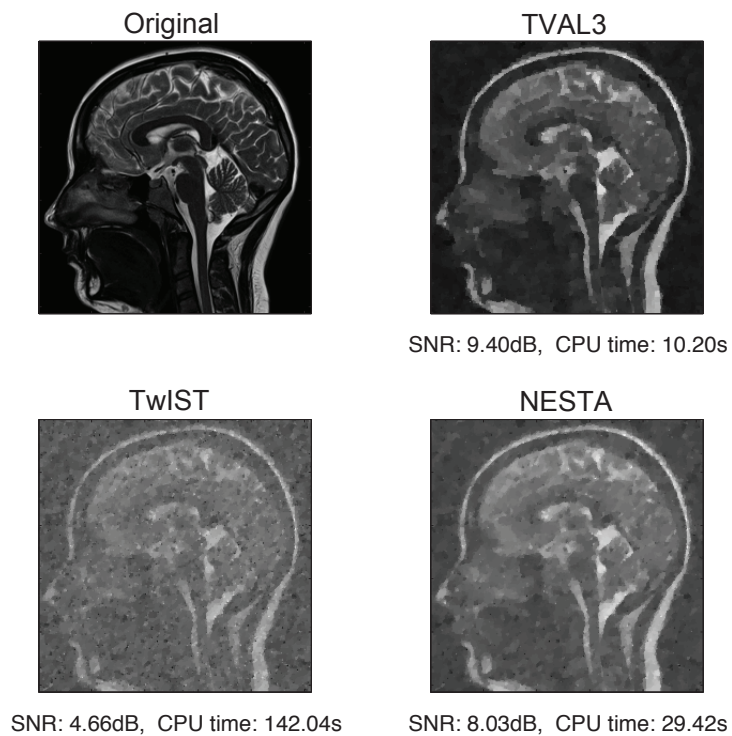 Original
TVAL3
SNR: 9.40dB, CPU time: 10.20s
TwIST
NESTA
SNR: 4.66dB, CPU time: 142.04s
SNR: 8.03dB, CPU time: 29.42s